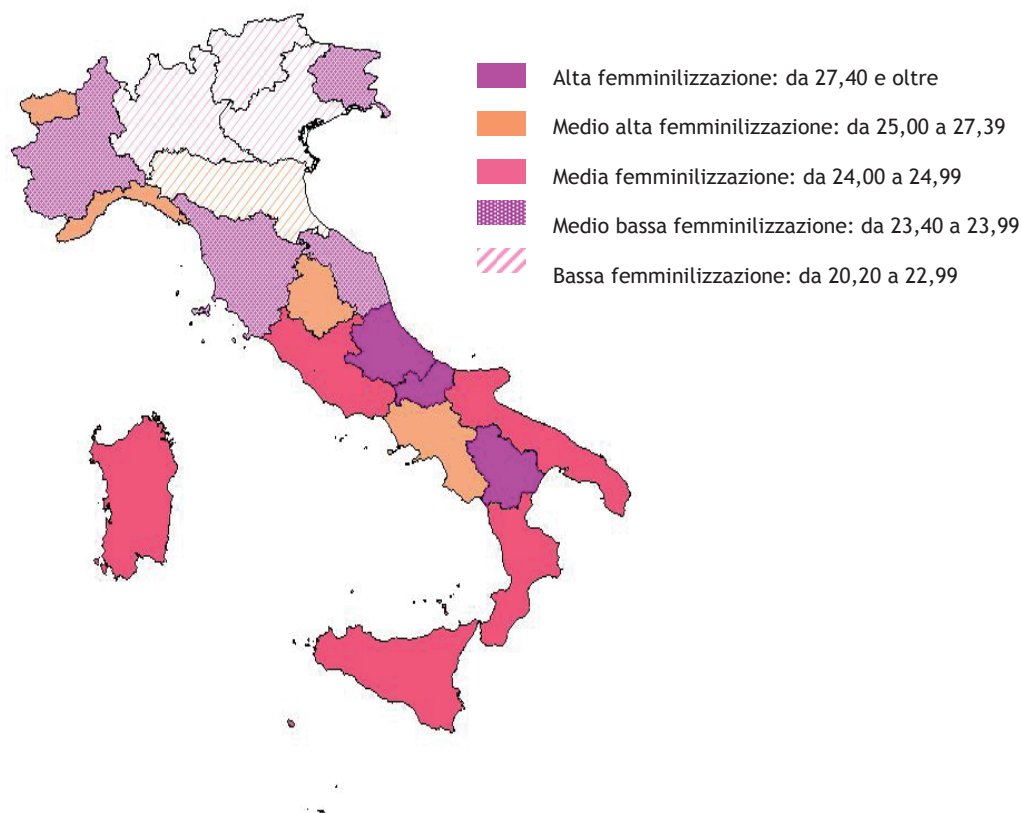 Alta femminilizzazione: da 27,40 e oltre
Medio alta femminilizzazione: da 25,00 a 27,39
Media femminilizzazione: da 24,00 a 24,99
Medio bassa femminilizzazione: da 23,40 a 23,99
Bassa femminilizzazione: da 20,20 a 22,99